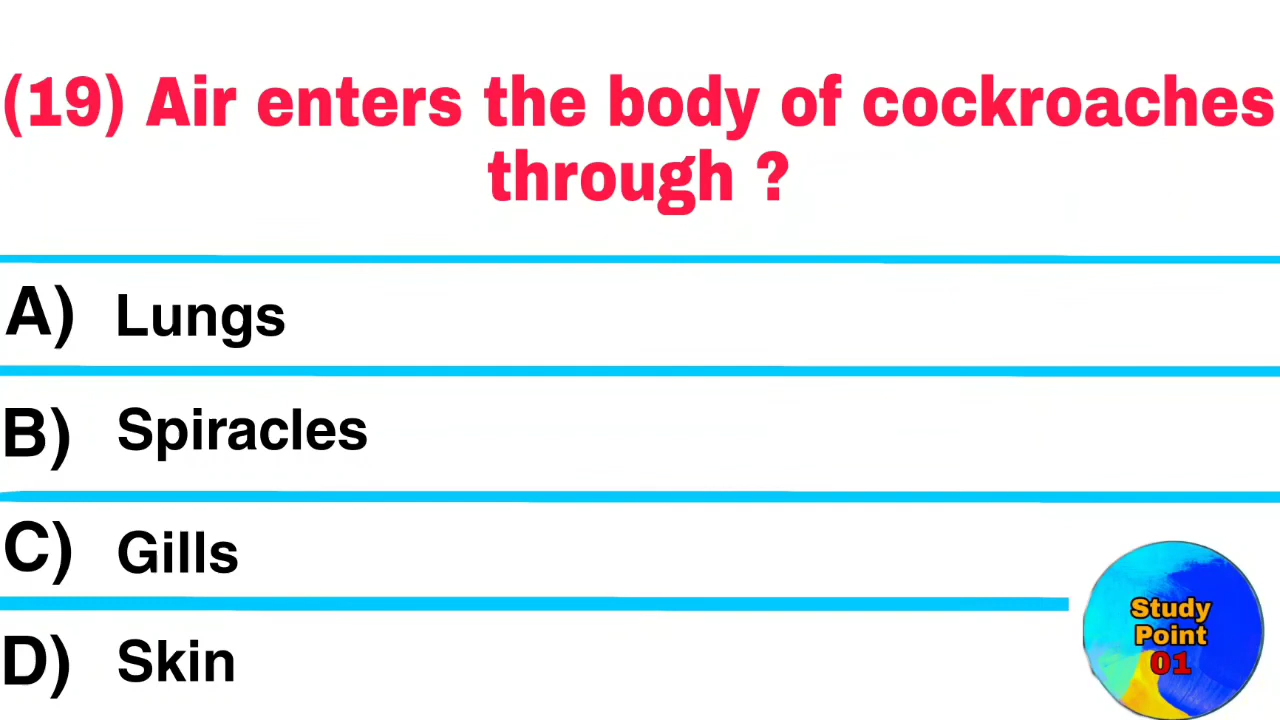 (19) Air enters the body of cockroaches
through ?
A) Lungs
B) Spiracles
C) Gills
D) Skin
Study
Point
01